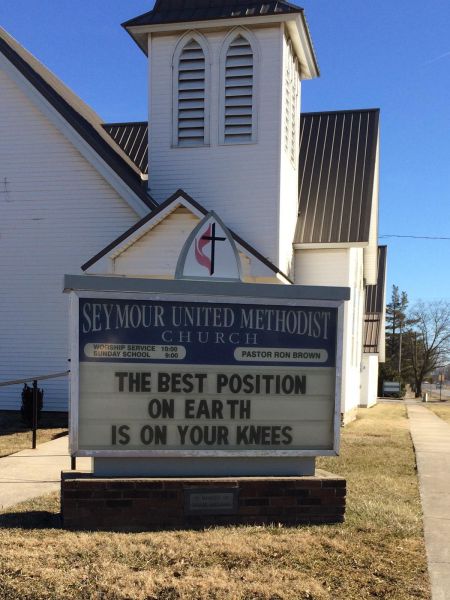 SEYMOUR UNITED METHODIST
CHURCH
WORSHIP SERVICE 10:00
SUNDAY SCHOOL 9:00
PASTOR RON BROWN
THE BEST POSITION
ON EARTH
IS ON YOUR KNEES